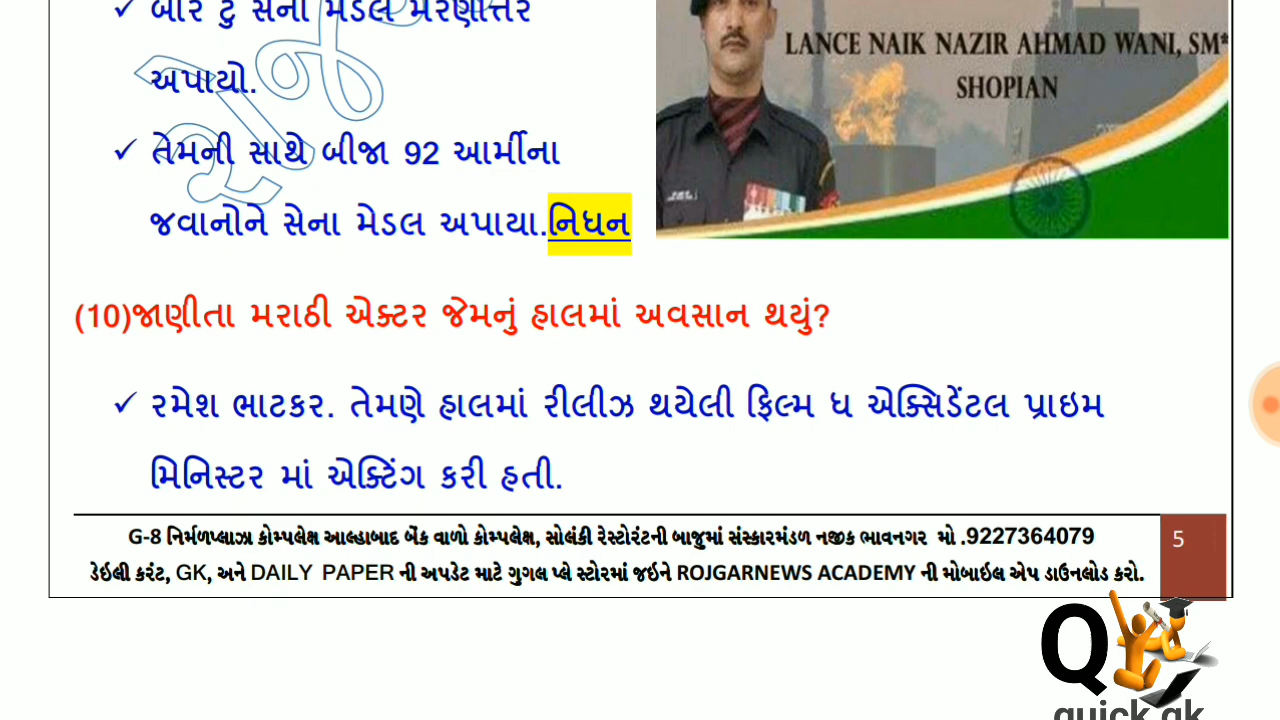 બાર ટુ સેના મેડલ મરણોત્તર
LANCE NAIK NAZIR AHMAD WANI, SM*
SHOPIAN
અપાયો.
તેમની સાથે બીજા 92 આર્મીના
જવાનોને સેના મેડલ અપાયા.નિધન
(10)જાણીતા મરાઠી એક્ટર જેમનું હાલમાં અવસાન થયું?
રમેશ ભાટકર. તેમણે હાલમાં રીલીઝ થયેલી ફિલ્મ ધ એક્સિડેંટલ પ્રાઇમ
મિનિસ્ટર માં એક્ટિંગ કરી હતી.
G-8 નિર્મળપ્લાઝા કોમ્પલેક્ષ આલ્હાબાદ બેંક વાળો કોમ્પલેક્ષ, સોલંકી રેસ્ટોરંટની બાજુમાં સંસ્કારમંડળ નજીક ભાવનગર મો .9227364079
5
ડેઇલી કરંટ, GK, અને DAILY PAPER ની અપડેટ માટે ગુગલ પ્લે સ્ટોરમાં જઇને ROJGARNEWS ACADEMY ની મોબાઇલ એપ ડાઉનલોડ કરો.
Q
quick gk